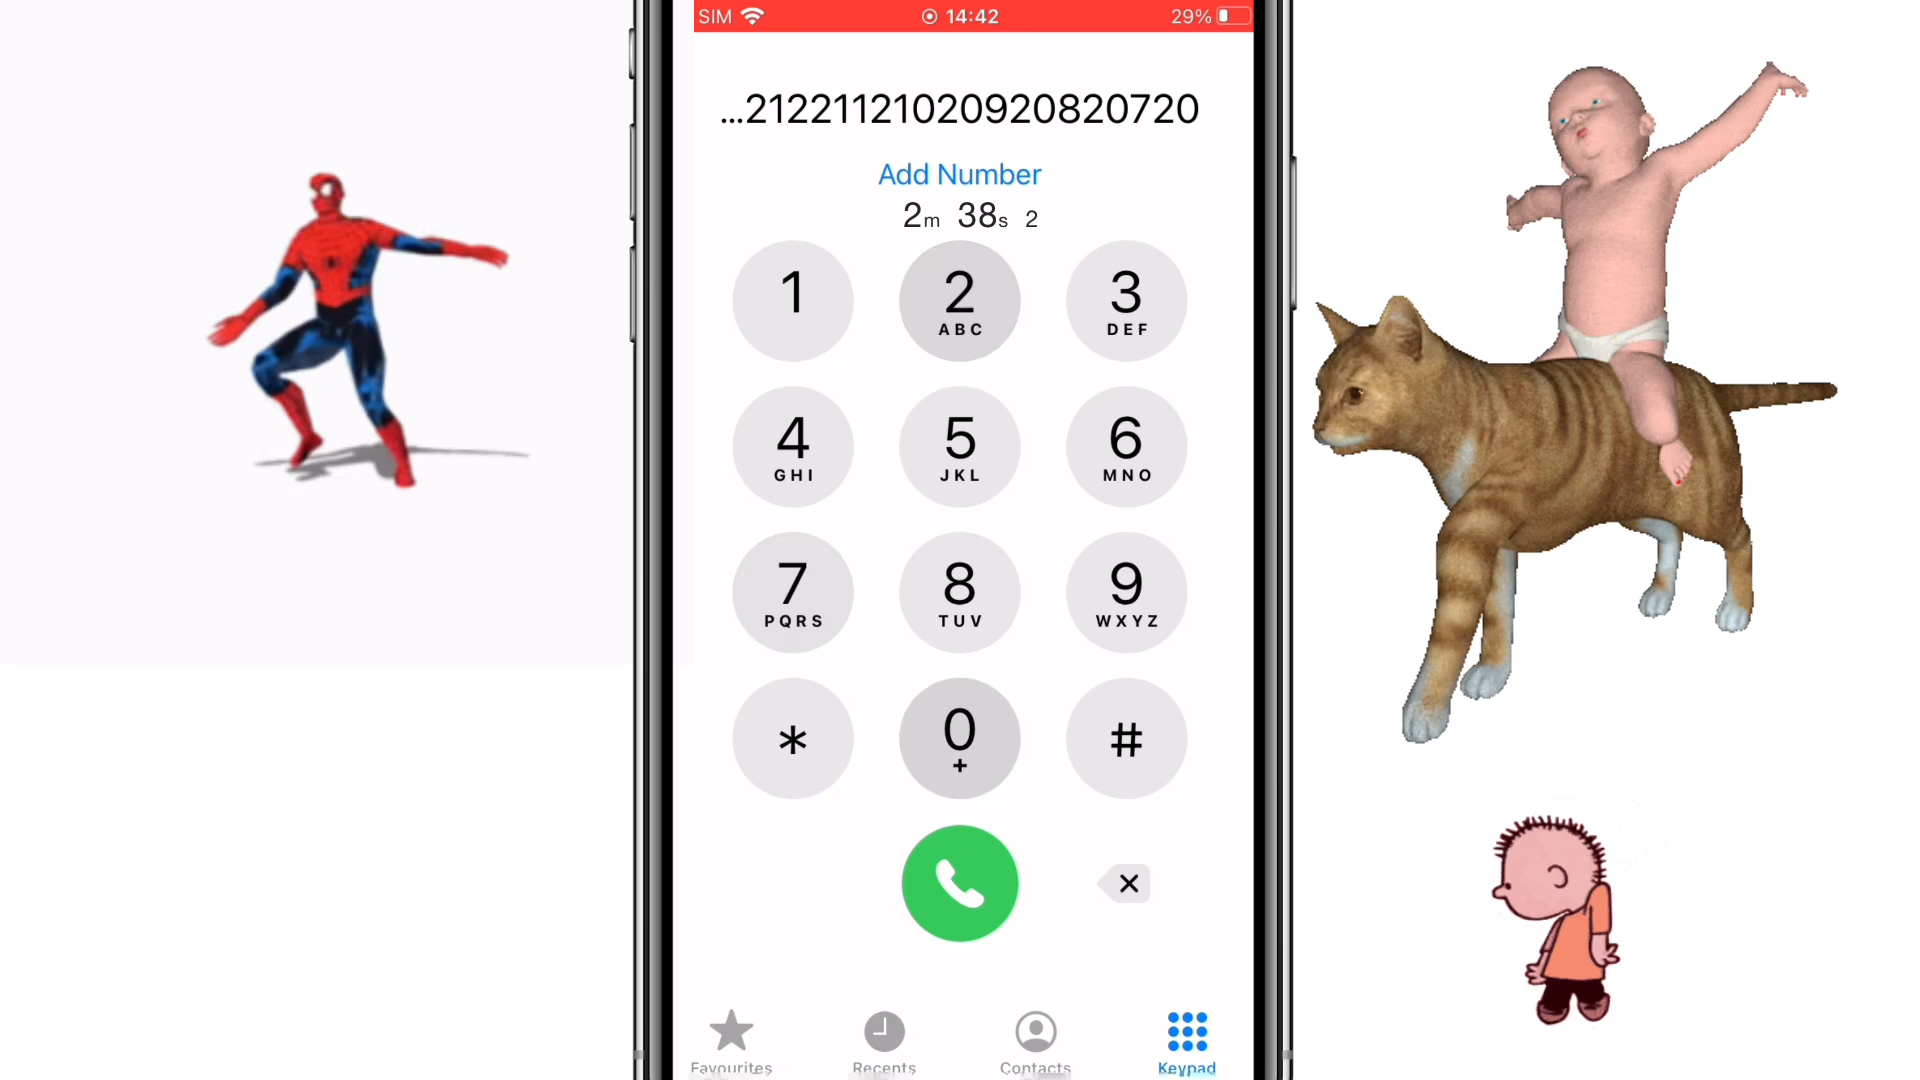 SIM 14:42 29%
...21221121020920820720
Add Number
2m 38s 2
1 2 3
ABC DEF
4 5 6
GHI JKL MNO
7 8 9
PQRS TUV WXYZ
* 0 #
+
Favourites Recents Contacts Keypad